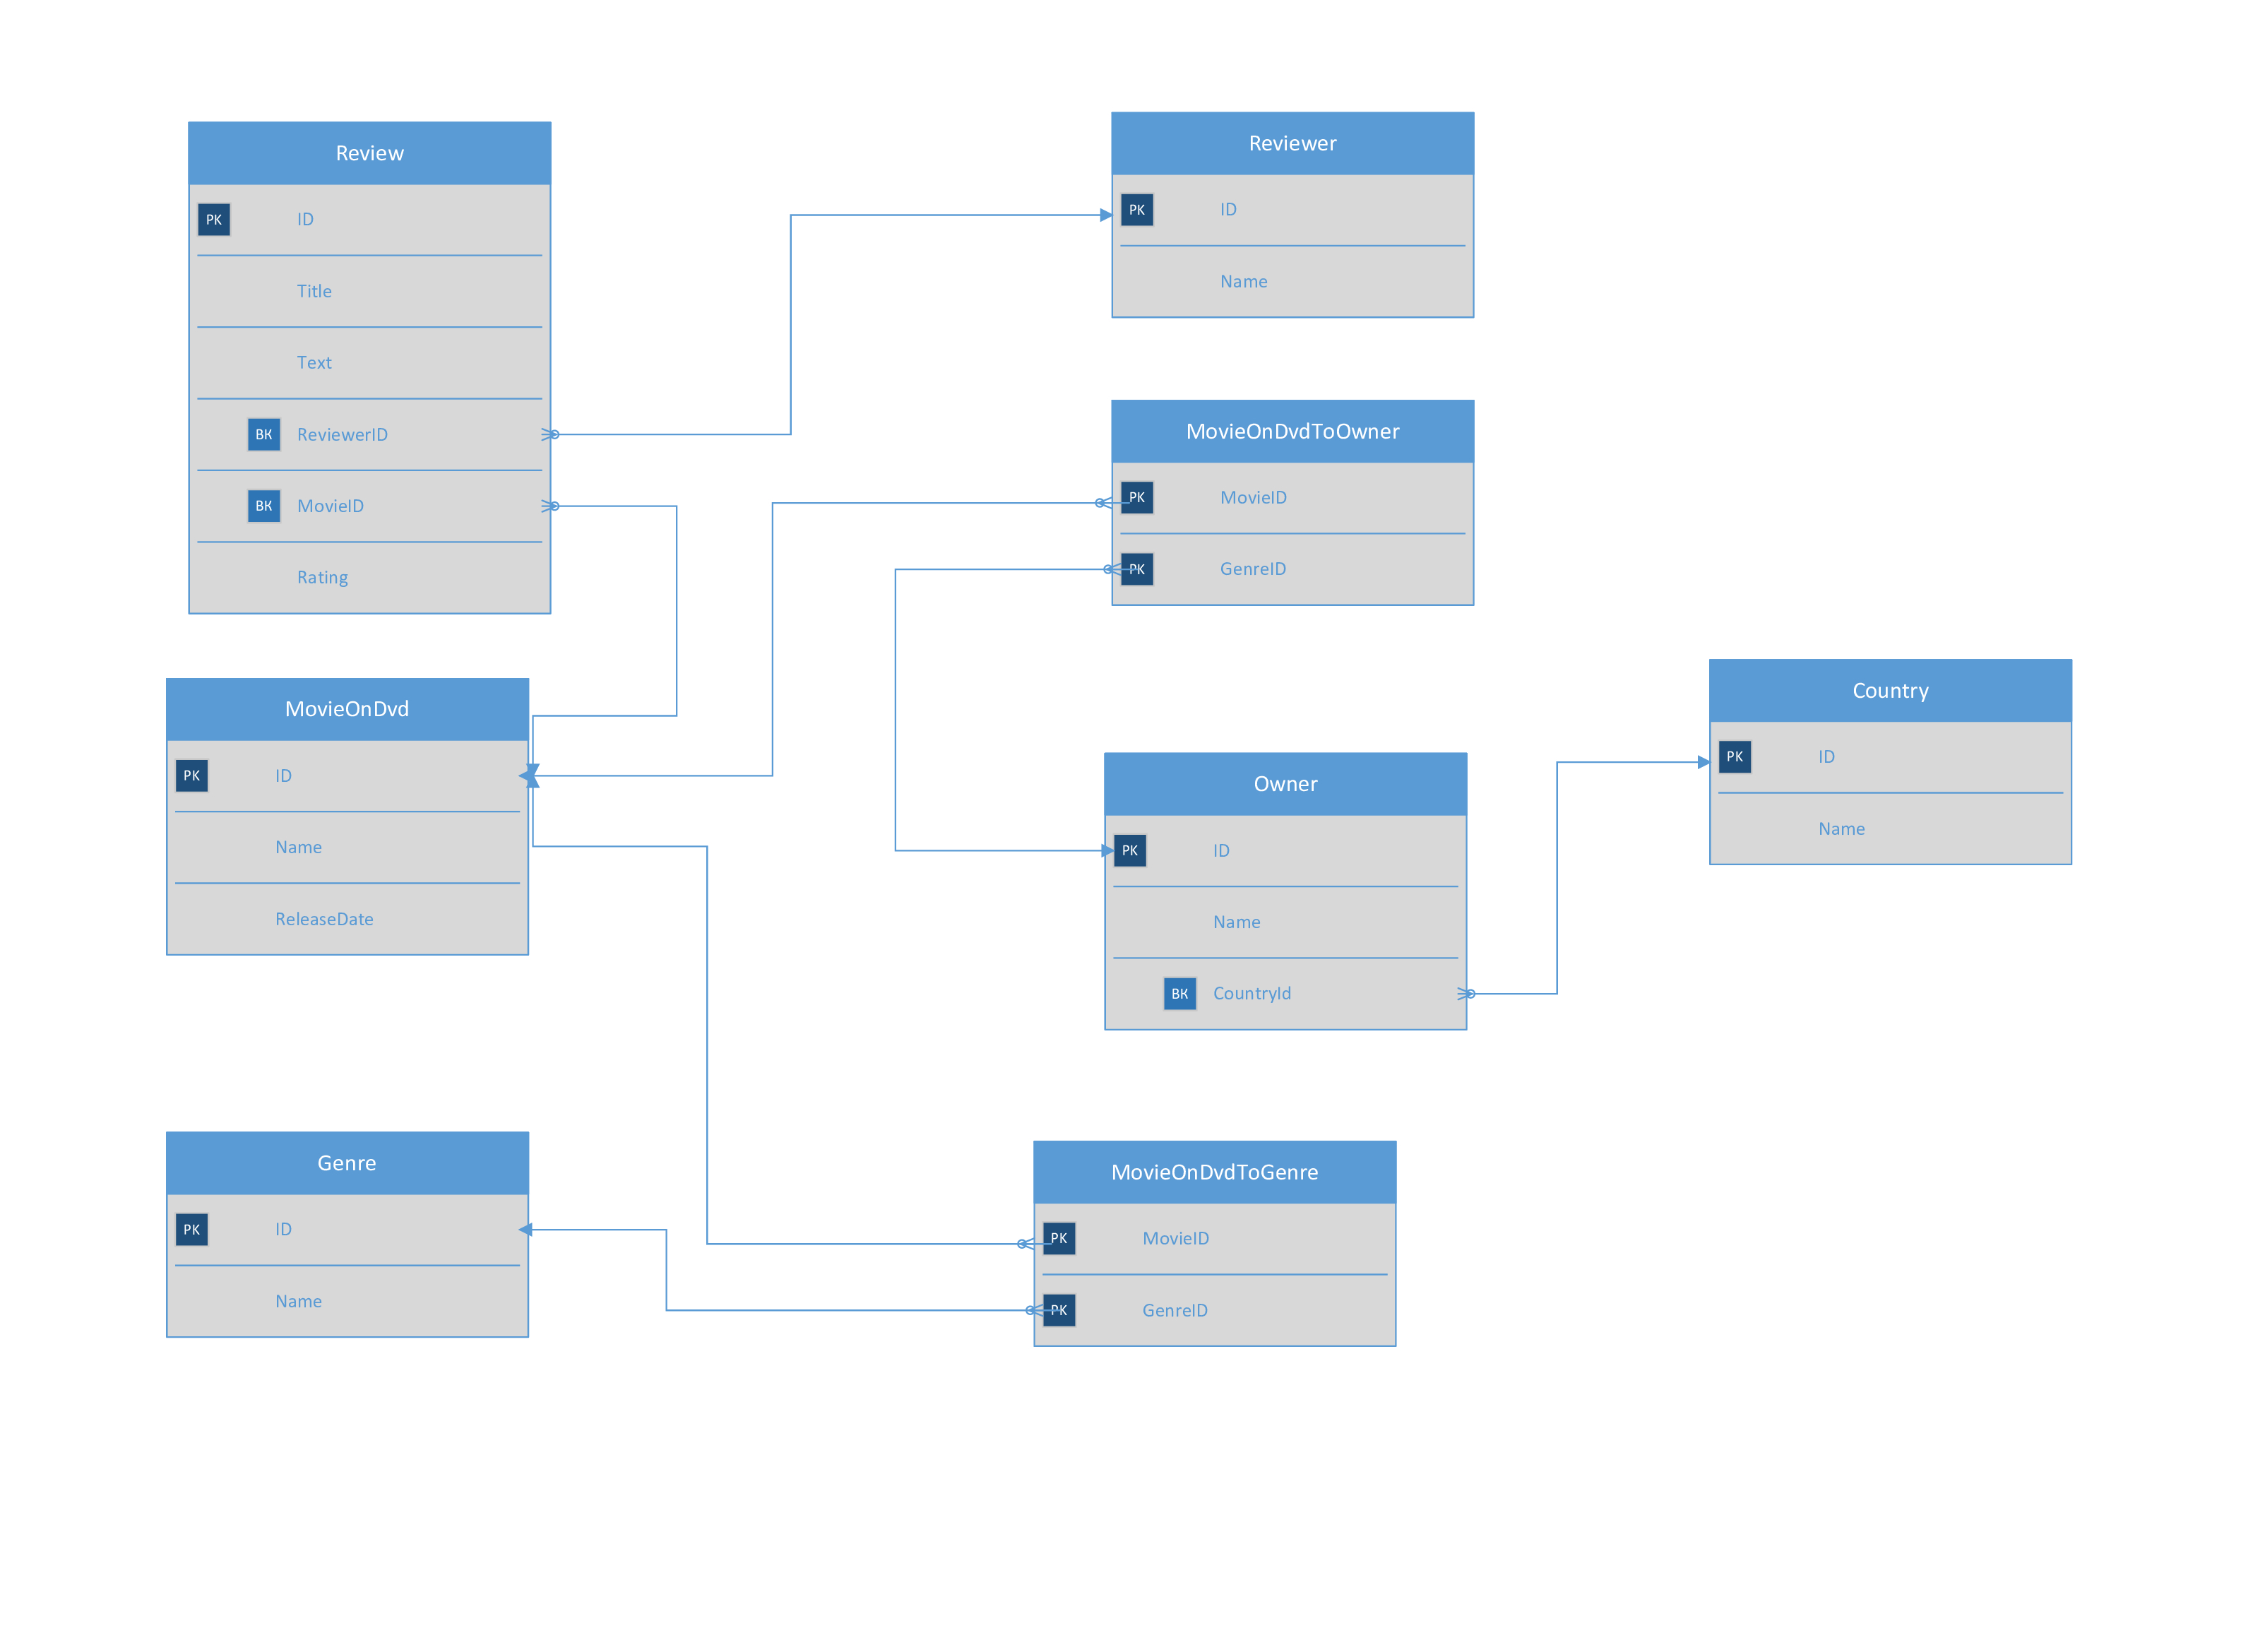 Review
PK ID
Title
Text
BK ReviewerID
BK MovieID
Rating
Reviewer
PK ID
Name
MovieOnDvdToOwner
PK MovieID
PK GenreID
MovieOnDvd
PK ID
Name
ReleaseDate
Owner
PK ID
Name
BK CountryId
Country
PK ID
Name
Genre
PK ID
Name
MovieOnDvdToGenre
PK MovieID
PK GenreID